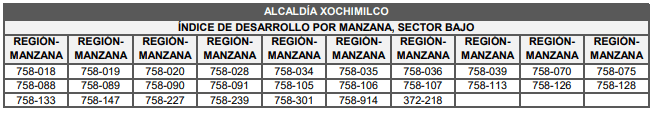 ALCALDÍA XOCHIMILCO
ÍNDICE DE DESARROLLO POR MANZANA, SECTOR BAJO
REGIÓN-MANZANA REGIÓN-MANZANA REGIÓN-MANZANA REGIÓN-MANZANA REGIÓN-MANZANA REGIÓN-MANZANA REGIÓN-MANZANA REGIÓN-MANZANA REGIÓN-MANZANA REGIÓN-MANZANA
758-018 758-019 758-020 758-028 758-034 758-035 758-036 758-039 758-070 758-075
758-088 758-089 758-090 758-091 758-105 758-106 758-107 758-113 758-126 758-128
758-133 758-147 758-227 758-239 758-301 758-914 372-218